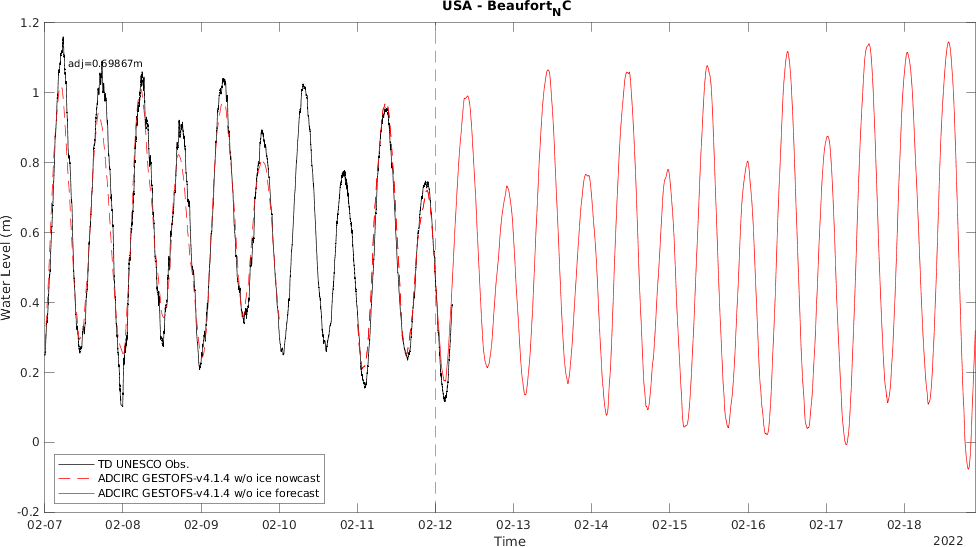 USA - Beaufort_NC
adj=0.69867m
1.2
1
0.8
0.6
0.4
0.2
0
-0.2
Water Level (m)
TD UNESCO Obs.
ADCIRC GESTOFS-v4.1.4 w/o ice nowcast
ADCIRC GESTOFS-v4.1.4 w/o ice forecast
02-07 02-08 02-09 02-10 02-11 02-12 02-13 02-14 02-15 02-16 02-17 02-18
Time
2022